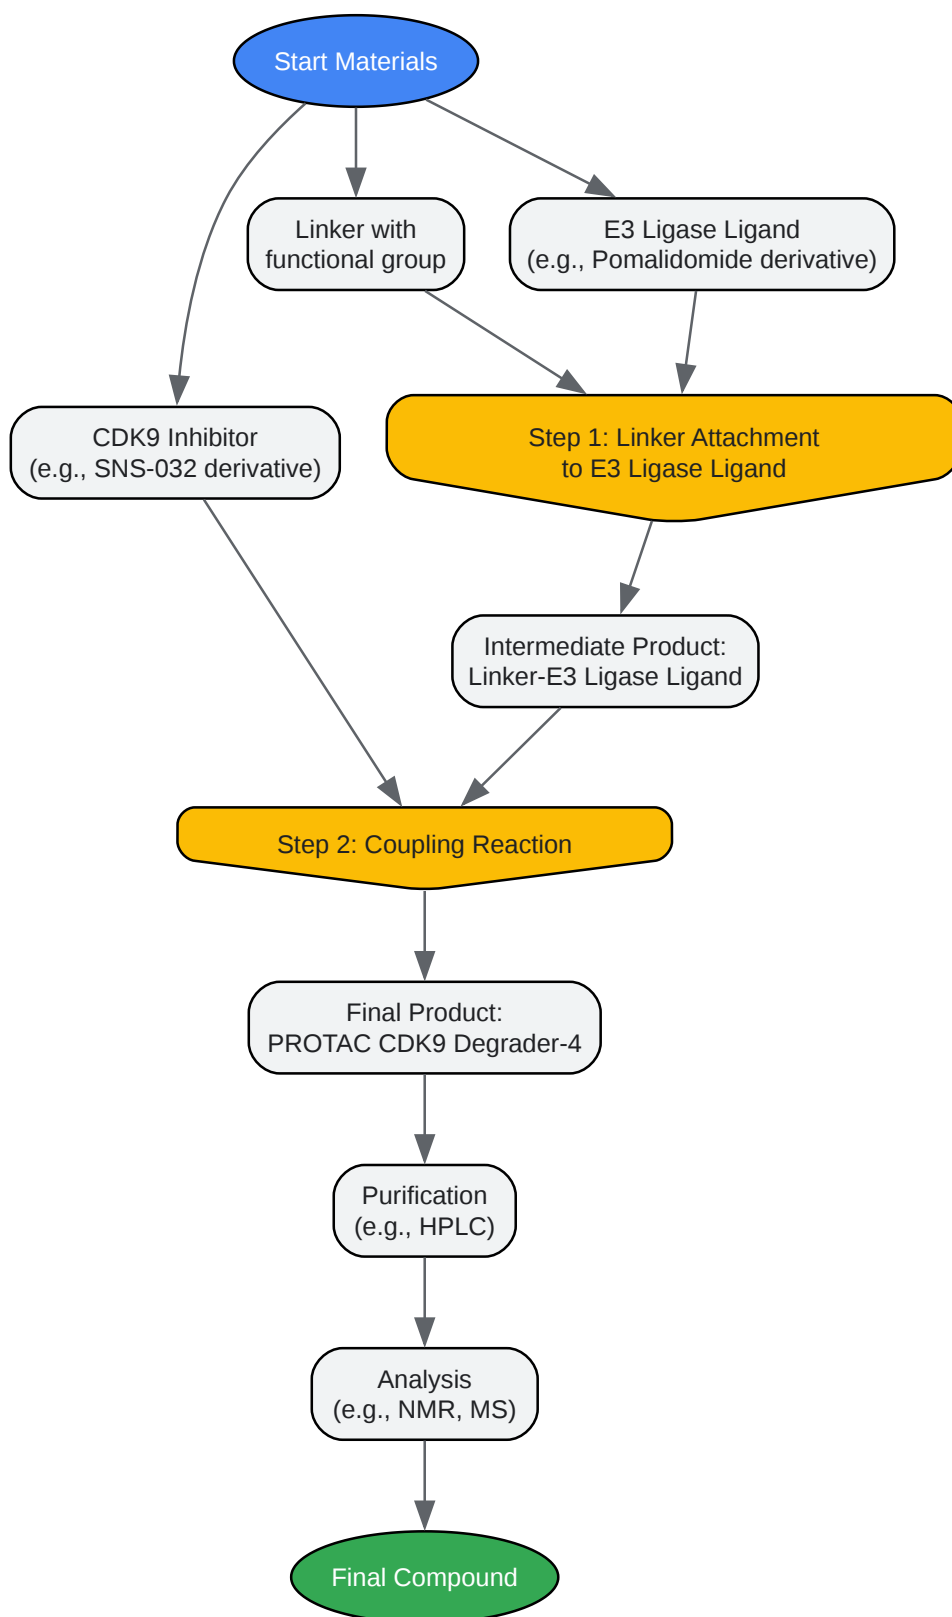 Start Materials
Linker with
functional group
E3 Ligase Ligand
(e.g., Pomalidomide derivative)
CDK9 Inhibitor
(e.g., SNS-032 derivative)
Step 1: Linker Attachment
to E3 Ligase Ligand
Intermediate Product:
Linker-E3 Ligase Ligand
Step 2: Coupling Reaction
Final Product:
PROTAC CDK9 Degrader-4
Purification
(e.g., HPLC)
Analysis
(e.g., NMR, MS)
Final Compound